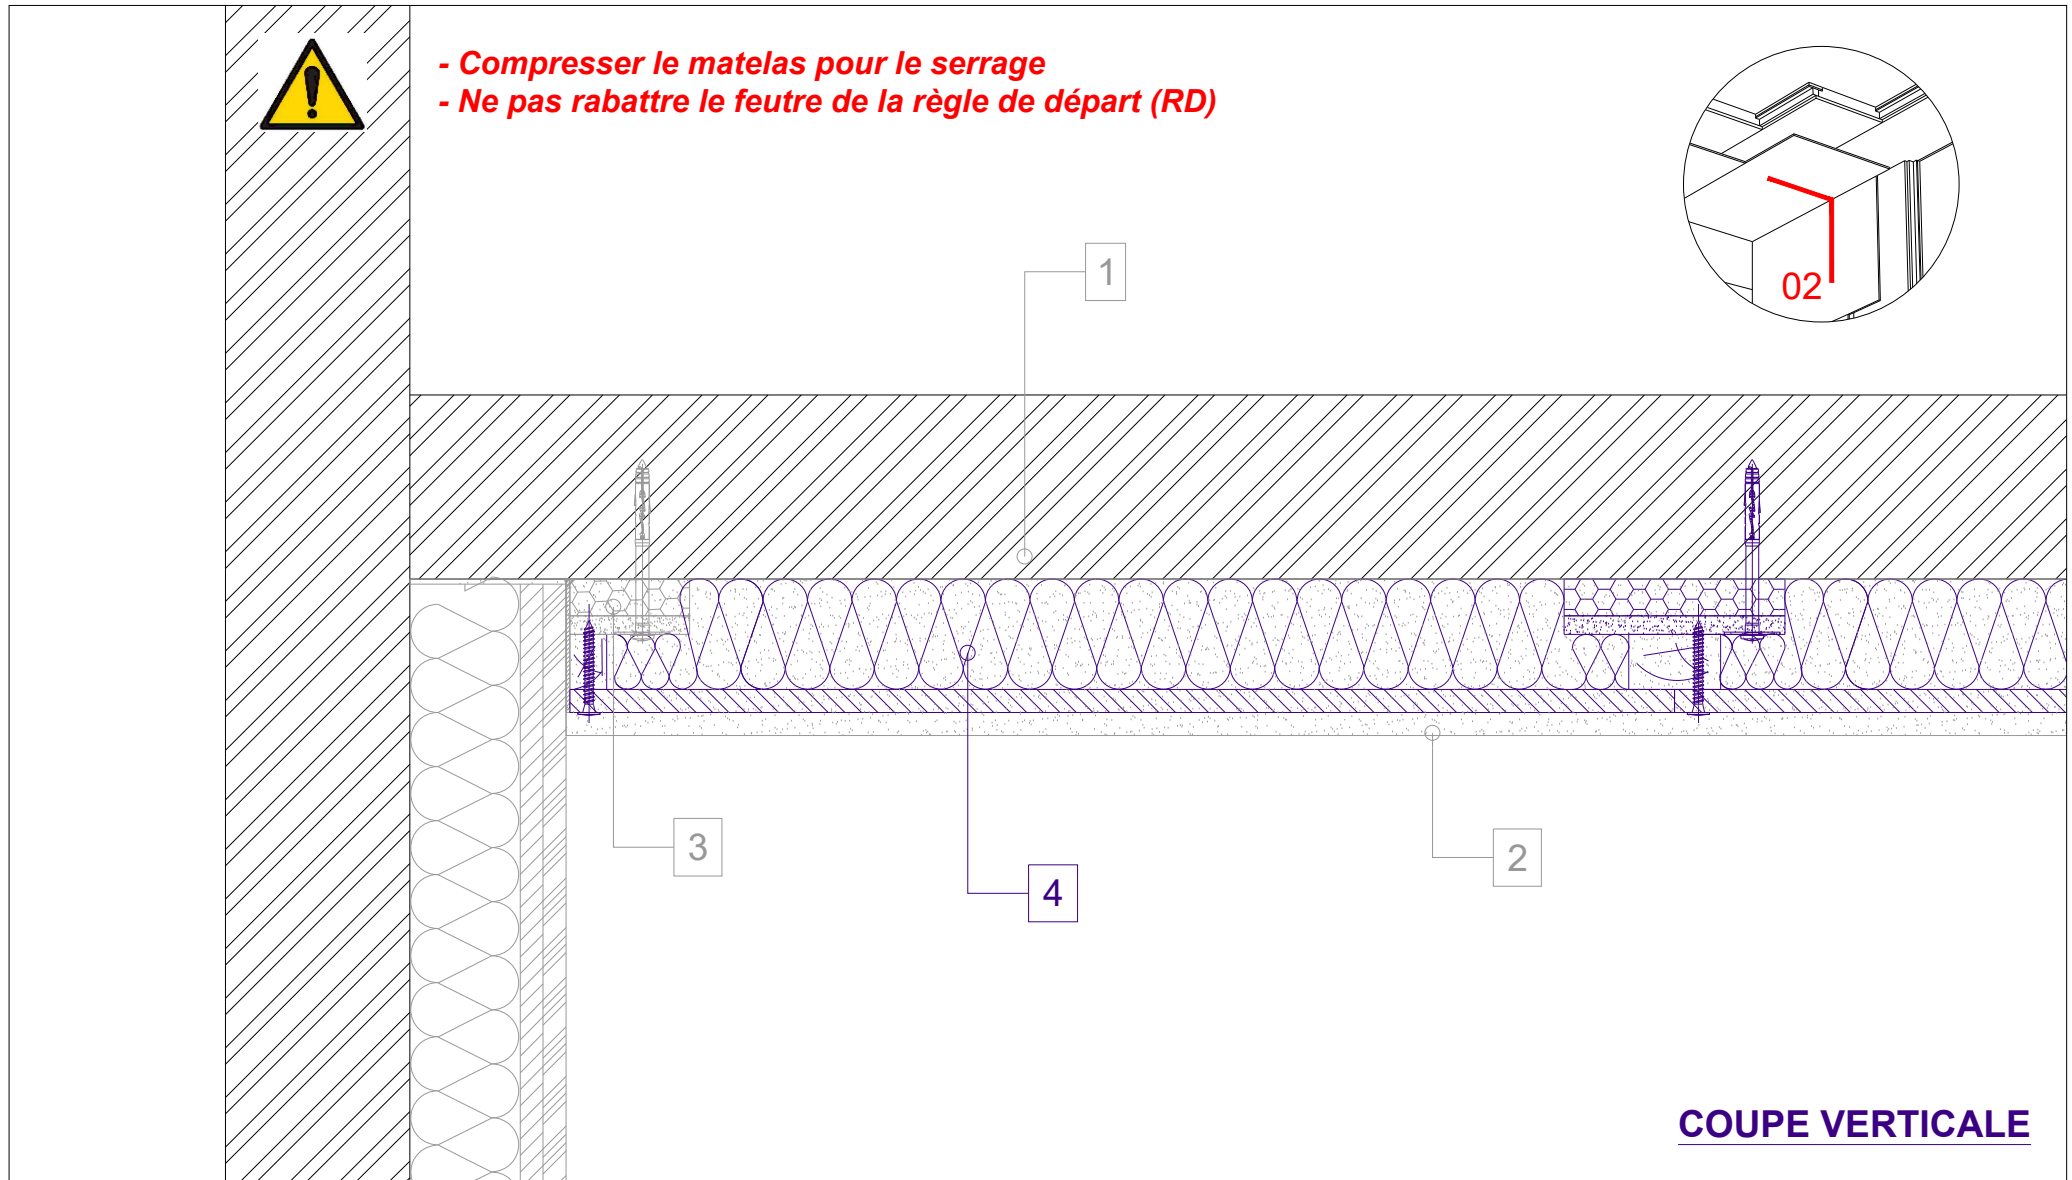 - Compresser le matelas pour le serrage
- Ne pas rabattre le feutre de la règle de départ (RD)
02
1
3
4
2
COUPE VERTICALE